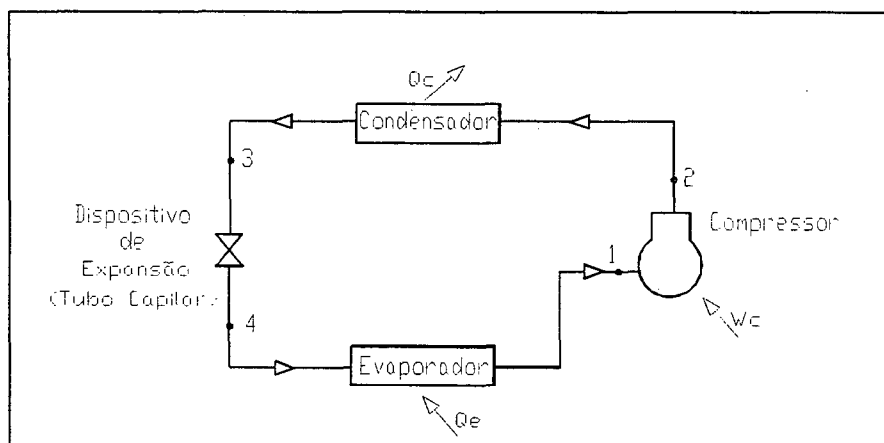 Qc
Condensador
3
2
Dispositivo
de
Expansão
(Tubo Capilar)
Compressor
1
4
Wc
Evaporador
Qe